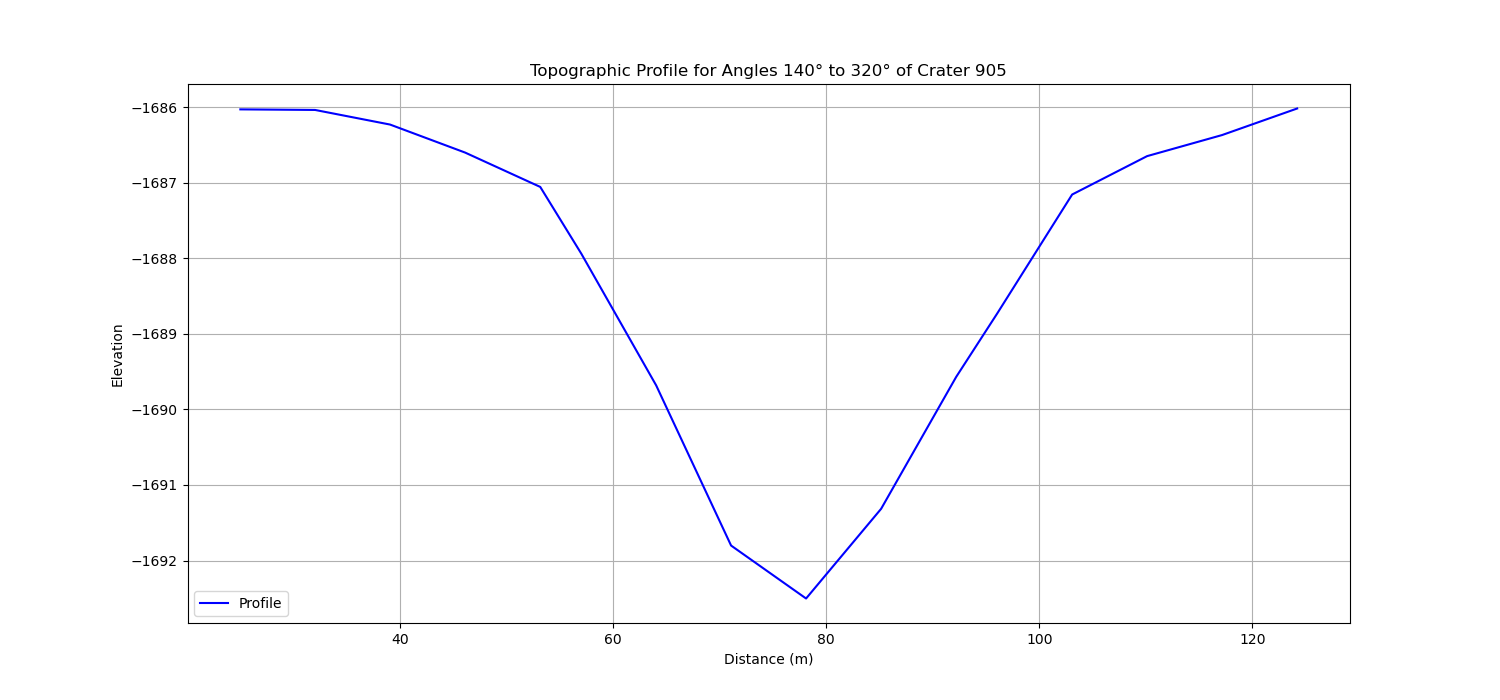 Topographic Profile for Angles 140° to 320° of Crater 905
−1686
−1687
−1688
−1689
−1690
−1691
−1692
Elevation
Profile
40 60 80 100 120
Distance (m)